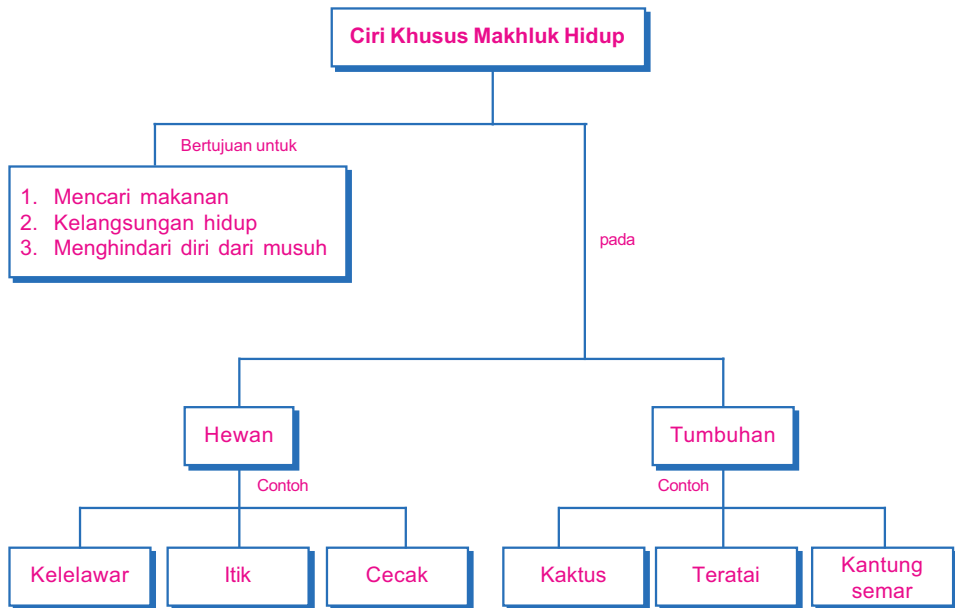 Ciri Khusus Makhluk Hidup
Bertujuan untuk
1. Mencari makanan
2. Kelangsungan hidup
3. Menghindari diri dari musuh
pada
Hewan
Tumbuhan
Contoh
Contoh
Kelelawar
Itik
Cecak
Kaktus
Teratai
Kantung
semar